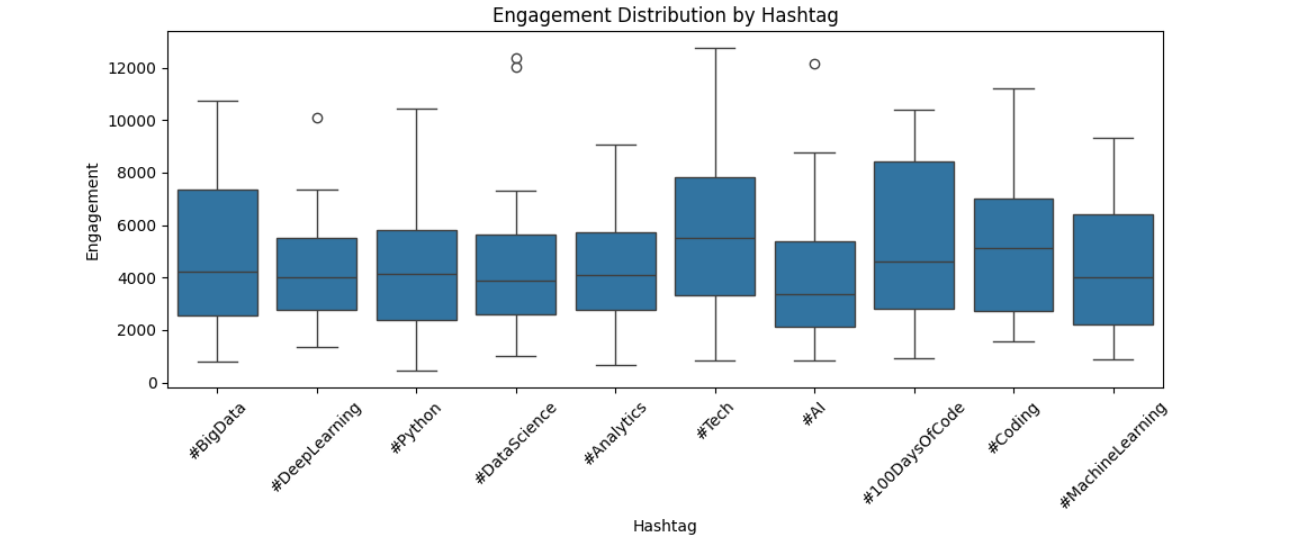 Engagement Distribution by Hashtag
Engagement
12000
10000
8000
6000
4000
2000
0
#BigData
#DeepLearning
#Python
#DataScience
#Analytics
#Tech
#AI
#100DaysOfCode
#Coding
#MachineLearning
Hashtag